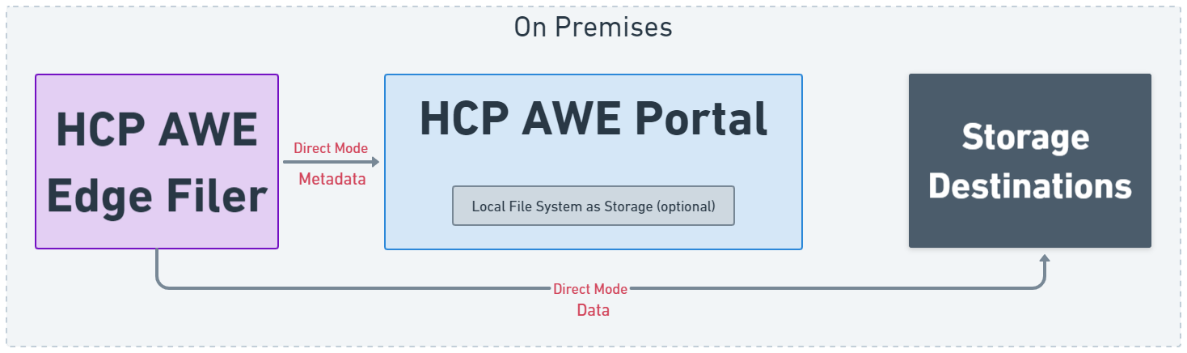 On Premises
HCP AWE
Edge Filer
Direct Mode
Metadata
HCP AWE Portal
Local File System as Storage (optional)
Storage
Destinations
Direct Mode
Data